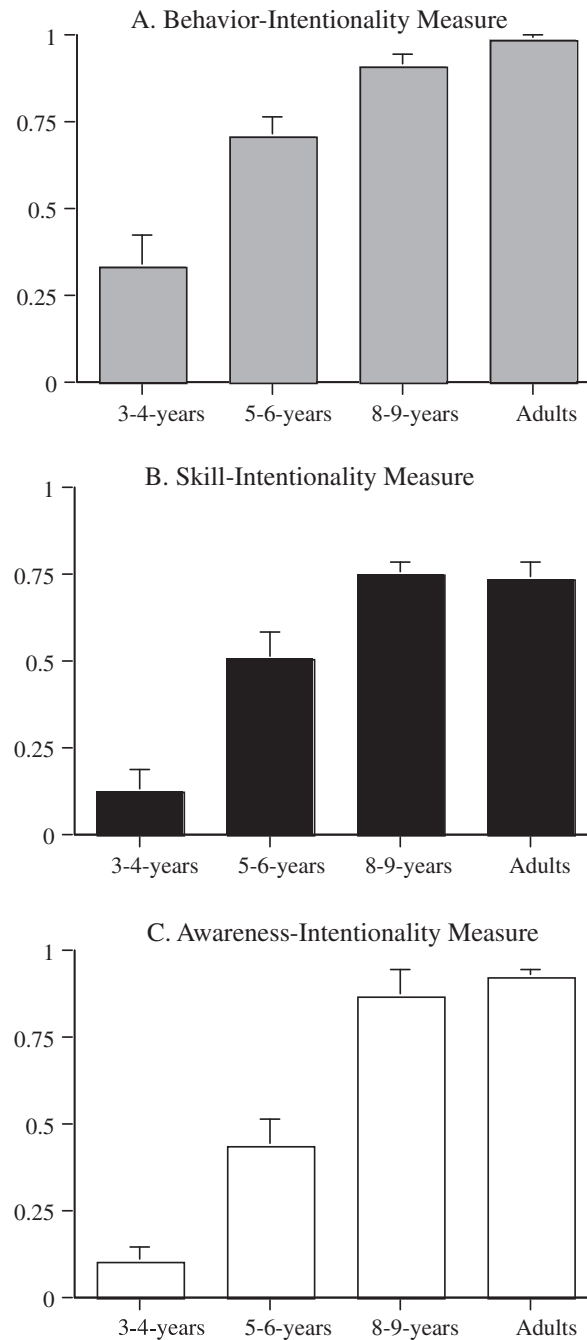 A. Behavior-Intentionality Measure
1
0.75
0.5
0.25
0
3-4-years 5-6-years 8-9-years Adults
B. Skill-Intentionality Measure
1
0.75
0.5
0.25
0
3-4-years 5-6-years 8-9-years Adults
C. Awareness-Intentionality Measure
1
0.75
0.5
0.25
0
3-4-years 5-6-years 8-9-years Adults